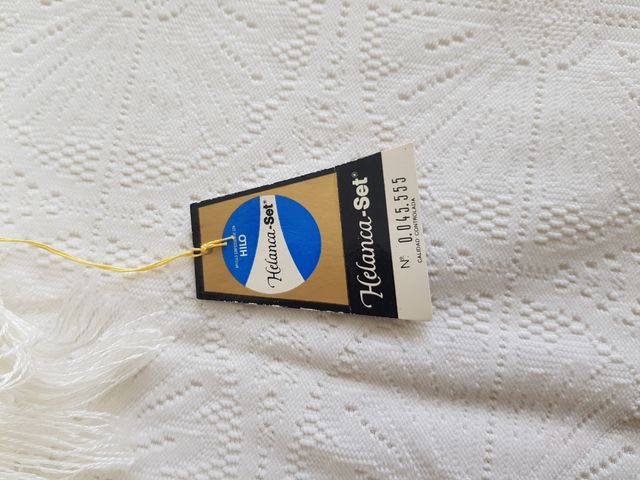 HILO
Helanca-Set®
Helanca-Set®
Nº 0.045.555
CALIDAD CONTROLADA